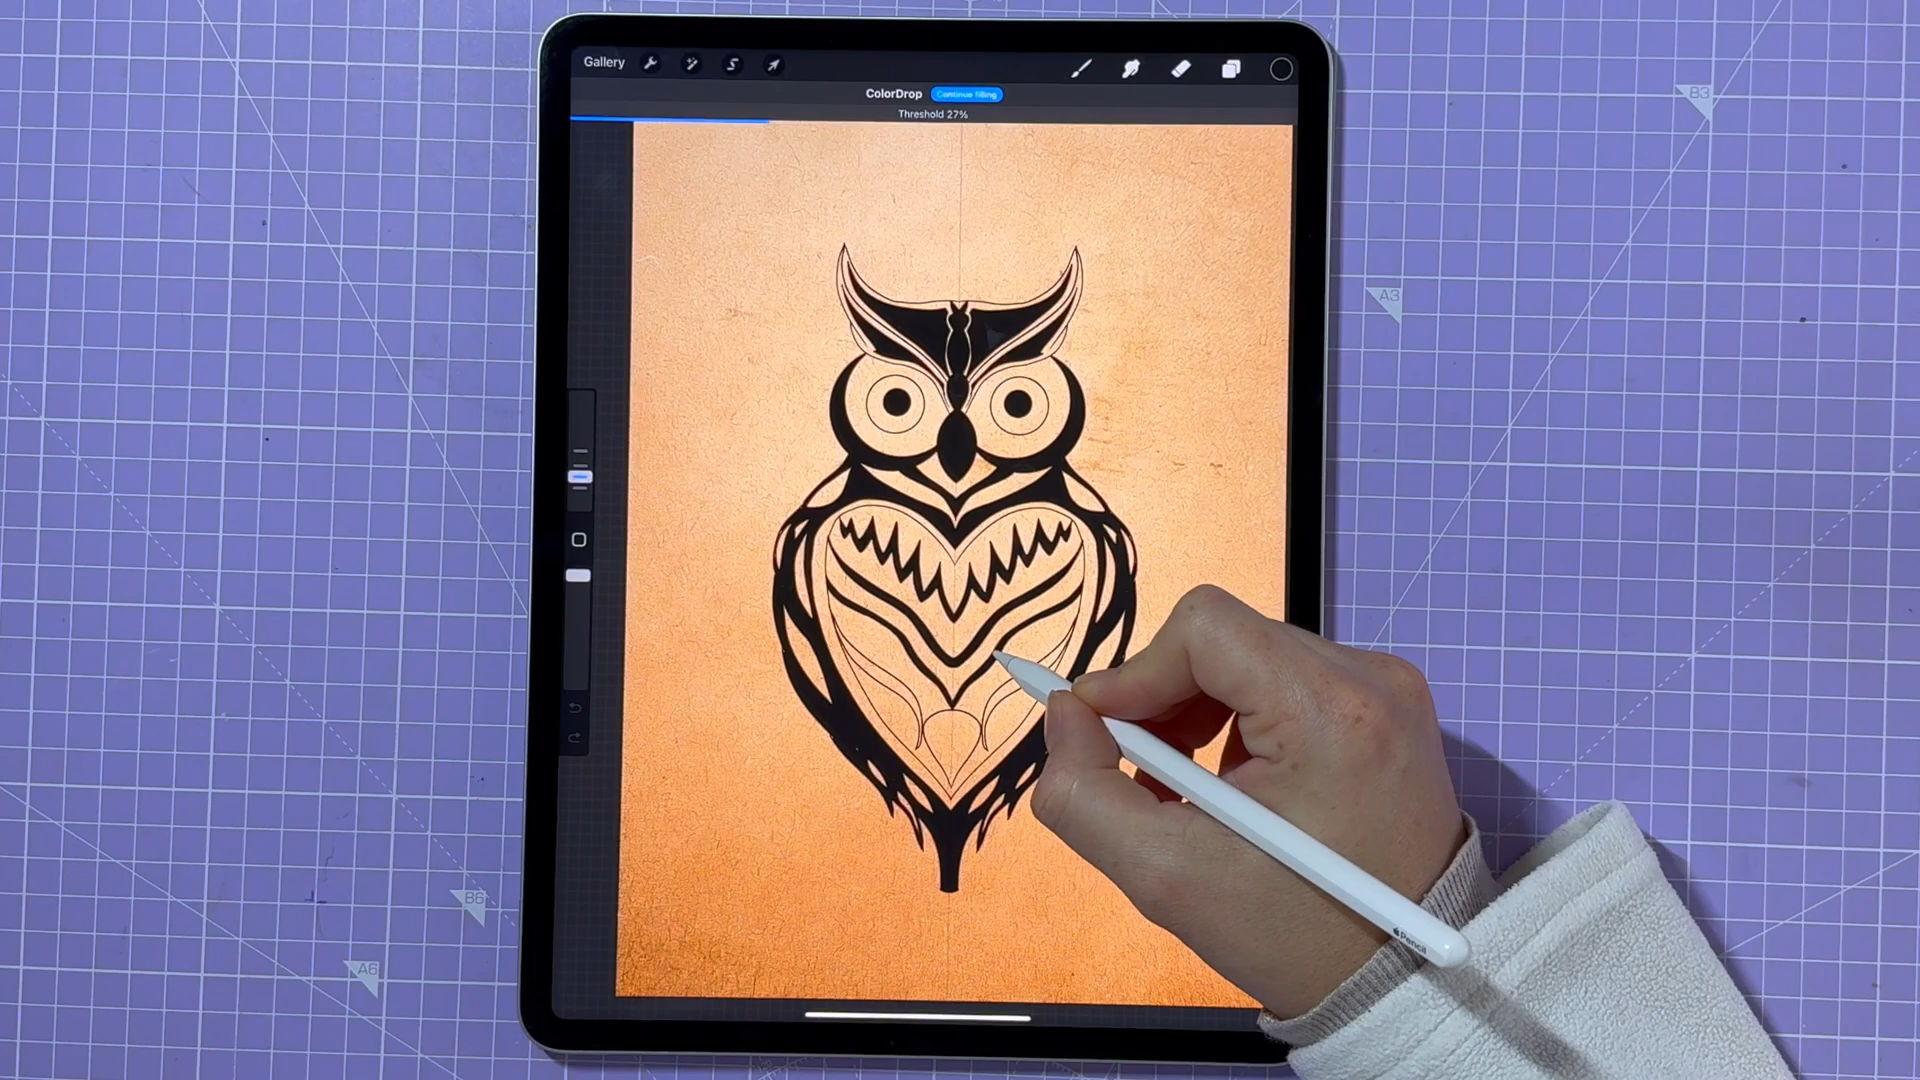 Gallery
ColorDrop Continue filling
Threshold 27%
B3
A3
B6
A6
Pencil